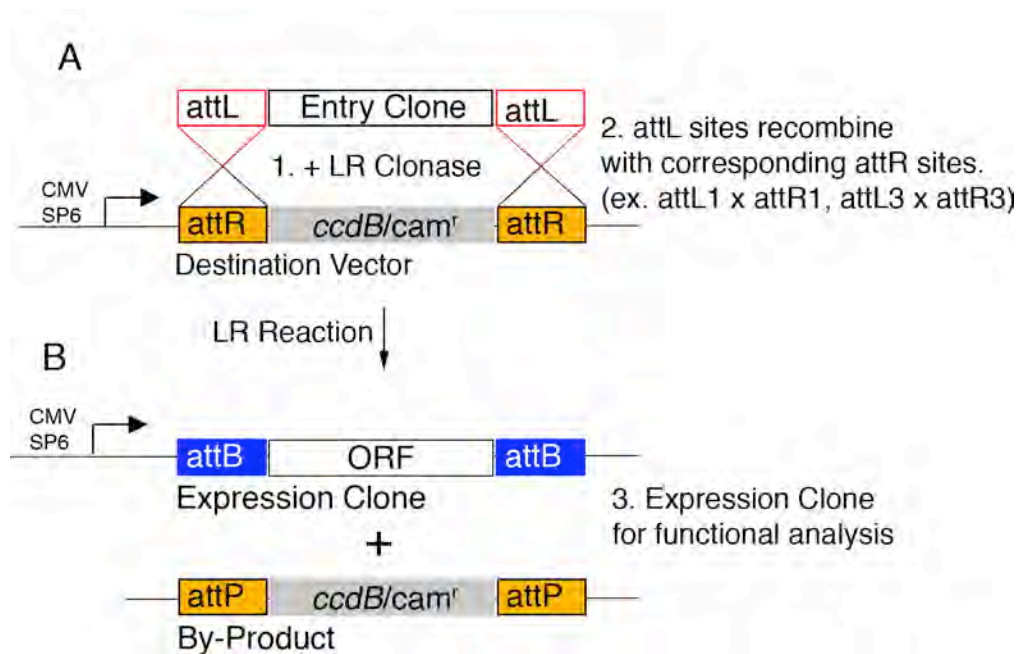 A
attL Entry Clone attL
1. + LR Clonase
2. attL sites recombine
with corresponding attR sites.
(ex. attL1 x attR1, attL3 x attR3)
CMV
SP6
attR ccdB/camʳ attR
Destination Vector
LR Reaction
B
CMV
SP6
attB ORF attB
Expression Clone
3. Expression Clone
for functional analysis
+
attP ccdB/camʳ attP
By-Product